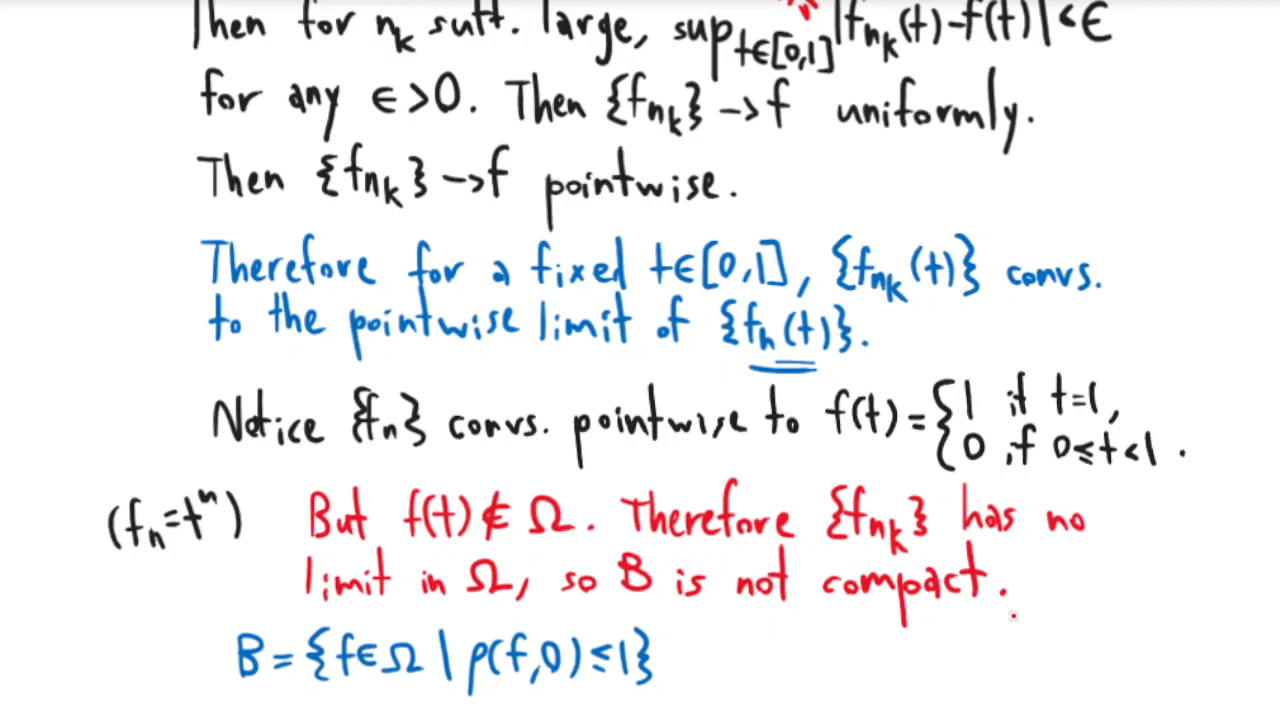 Then for n_k suff. large, sup_{t∈[0,1]}|f_{n_k}(t)-f(t)|<ϵ
for any ϵ>0. Then {f_{n_k}}->f uniformly.
Then {f_{n_k}}->f pointwise.
Therefore for a fixed t∈[0,1], {f_{n_k}(t)} convs.
to the pointwise limit of {f_n(t)}.
Notice {f_n} convs. pointwise to f(t)={1 if t=1,
0 if 0≤t<1.
(f_n=t^n) But f(t)∉Ω. Therefore {f_{n_k}} has no
limit in Ω, so B is not compact.
B={f∈Ω|ρ(f,0)≤1}